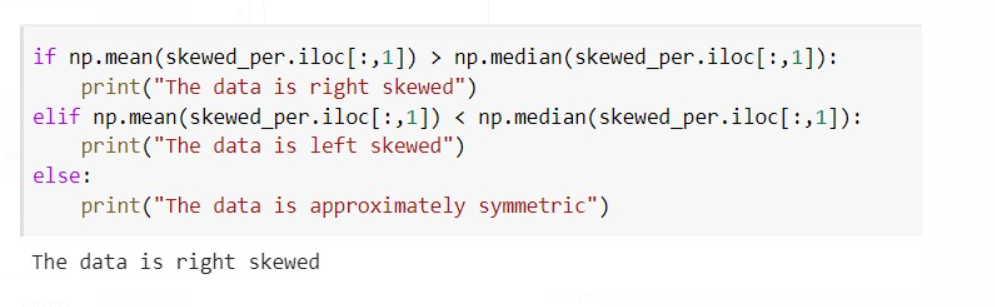 if np.mean(skewed_per.iloc[:,1]) > np.median(skewed_per.iloc[:,1]):
    print("The data is right skewed")
elif np.mean(skewed_per.iloc[:,1]) < np.median(skewed_per.iloc[:,1]):
    print("The data is left skewed")
else:
    print("The data is approximately symmetric")
The data is right skewed